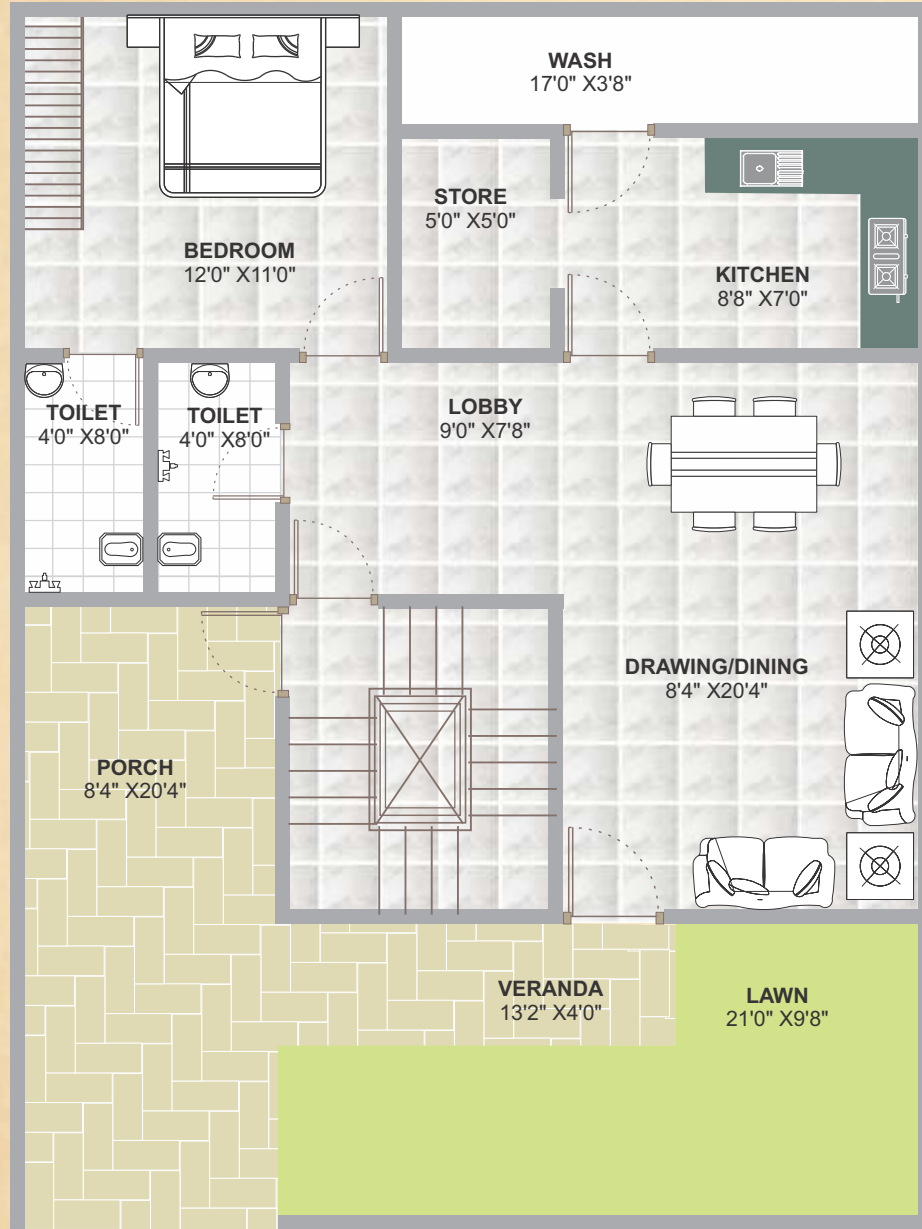 WASH
17'0" X3'8"
STORE
5'0" X5'0"
BEDROOM
12'0" X11'0"
KITCHEN
8'8" X7'0"
TOILET
4'0" X8'0"
TOILET
4'0" X8'0"
LOBBY
9'0" X7'8"
DRAWING/DINING
8'4" X20'4"
PORCH
8'4" X20'4"
VERANDA
13'2" X4'0"
LAWN
21'0" X9'8"